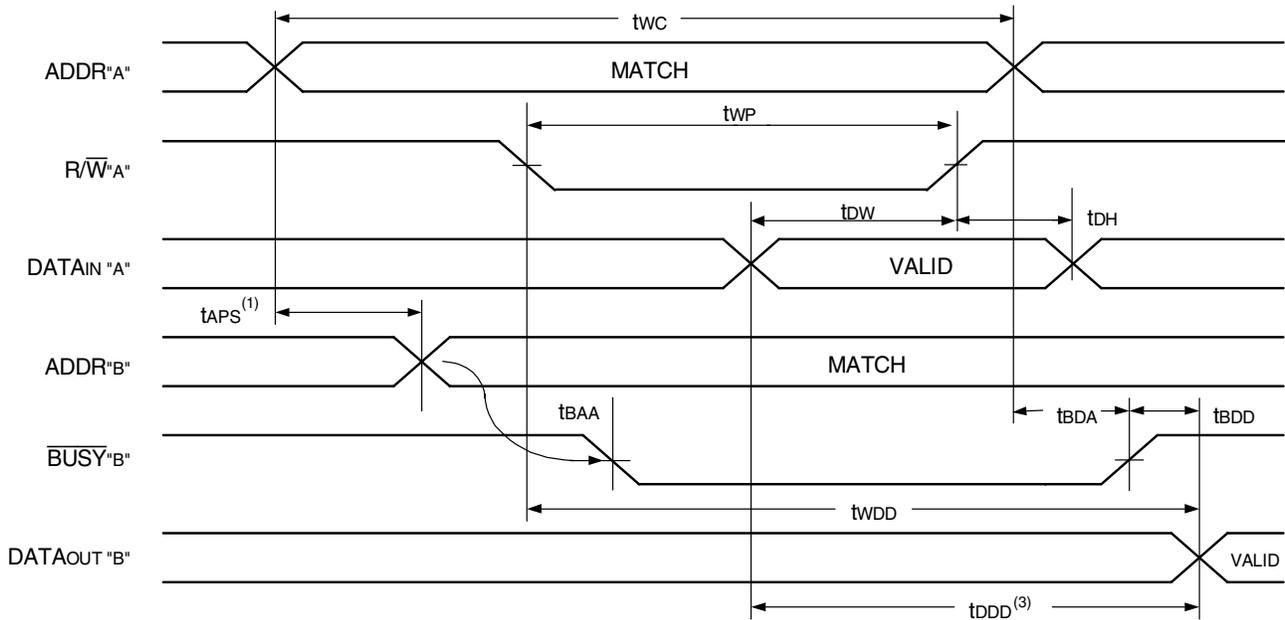 tWC
ADDR"A"
MATCH
tWP
R/W̅"A"
tDW
tDH
DATAIN "A"
VALID
tAPS(1)
ADDR"B"
MATCH
tBAA
tBDA
tBDD
B̅U̅S̅Y̅"B"
tWDD
DATAOUT "B"
VALID
tDDD(3)